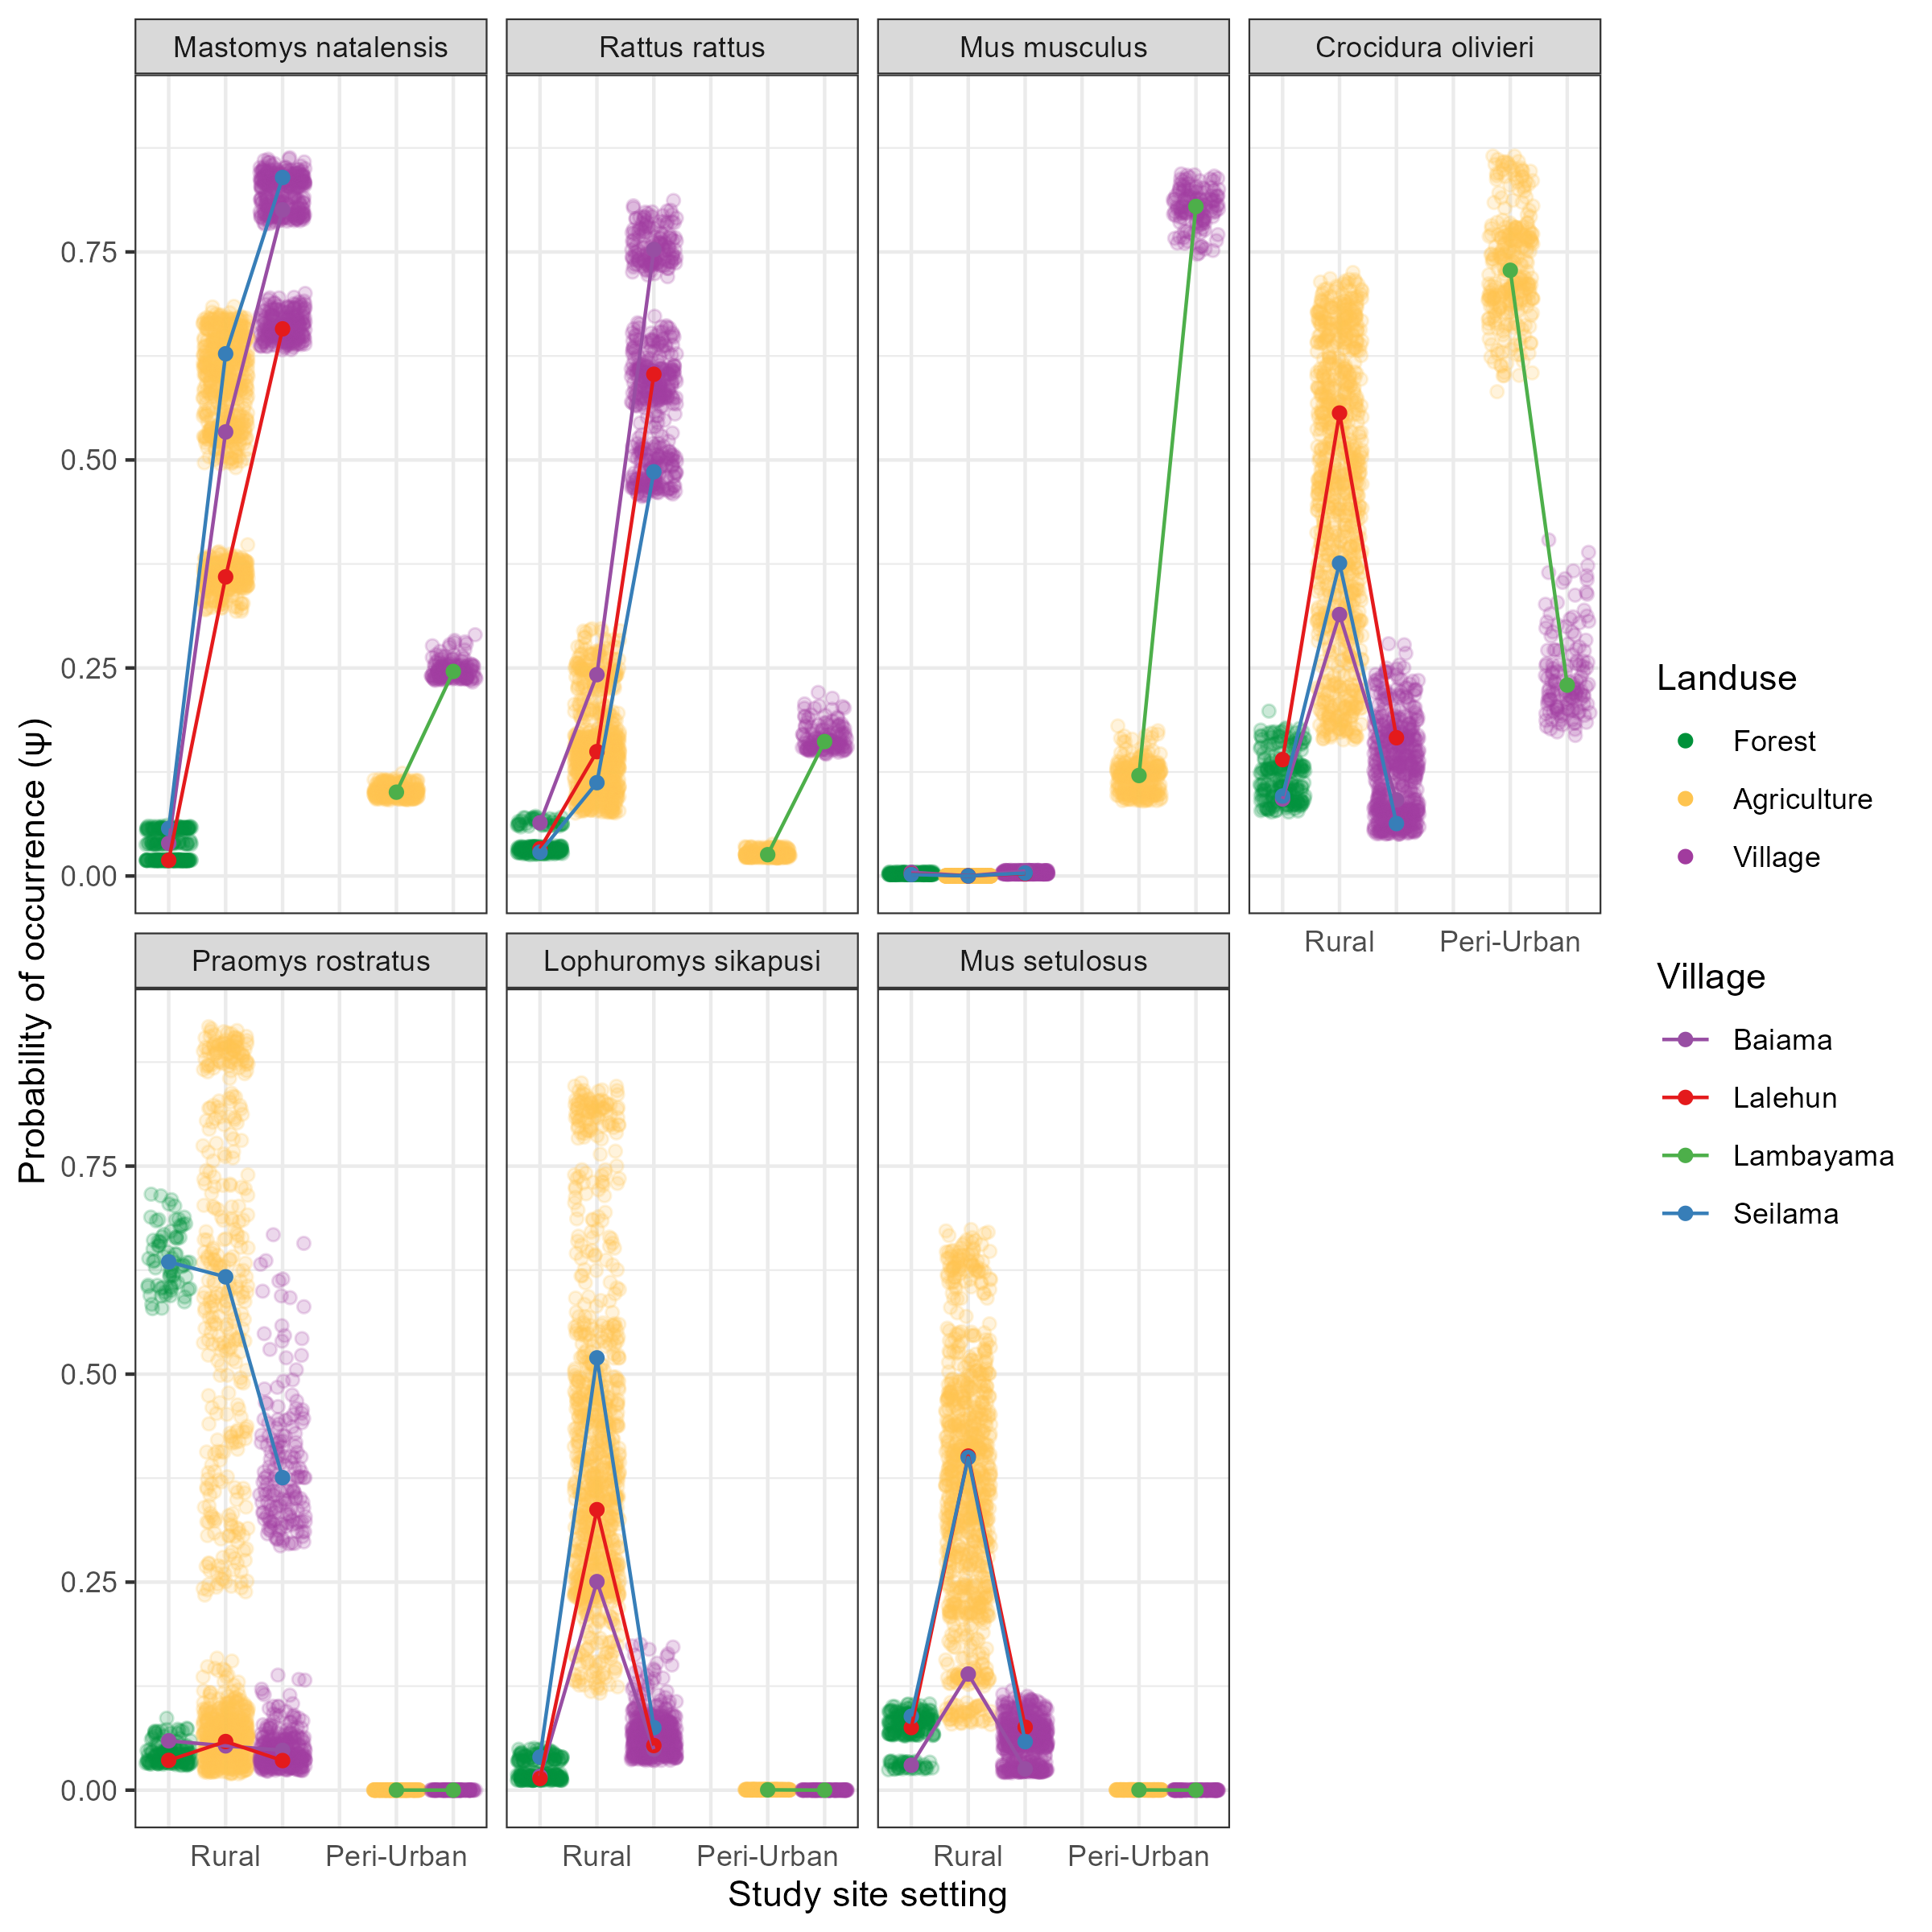 Mastomys natalensis
Rattus rattus
Mus musculus
Crocidura olivieri
0.75
0.50
0.25
0.00
Rural
Peri-Urban
Praomys rostratus
Lophuromys sikapusi
Mus setulosus
0.75
0.50
0.25
0.00
Rural
Peri-Urban
Rural
Peri-Urban
Rural
Peri-Urban
Study site setting
Probability of occurrence (ψ)
Landuse
Forest
Agriculture
Village
Village
Baiama
Lalehun
Lambayama
Seilama